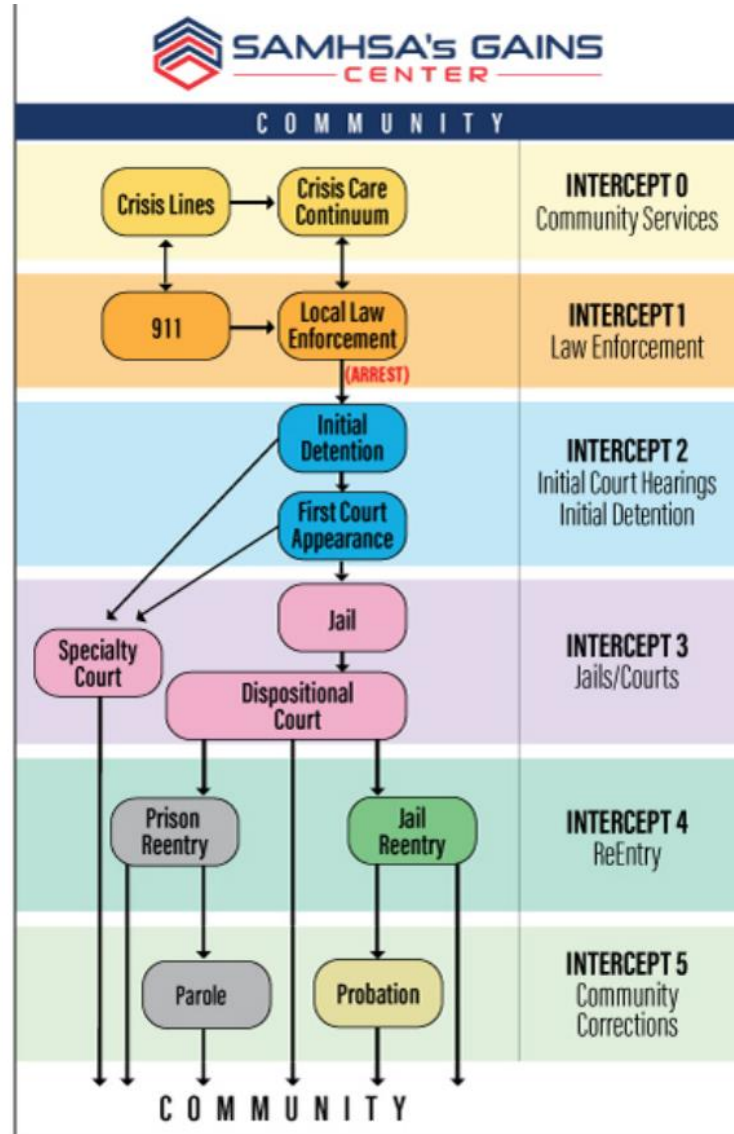 SAMHSA's GAINS
CENTER
COMMUNITY
Crisis Lines
Crisis Care
Continuum
INTERCEPT 0
Community Services
911
Local Law
Enforcement
(ARREST)
INTERCEPT 1
Law Enforcement
Initial
Detention
First Court
Appearance
INTERCEPT 2
Initial Court Hearings
Initial Detention
Jail
Specialty
Court
Dispositional
Court
INTERCEPT 3
Jails/Courts
Prison
Reentry
Jail
Reentry
INTERCEPT 4
ReEntry
Parole
Probation
INTERCEPT 5
Community
Corrections
COMMUNITY